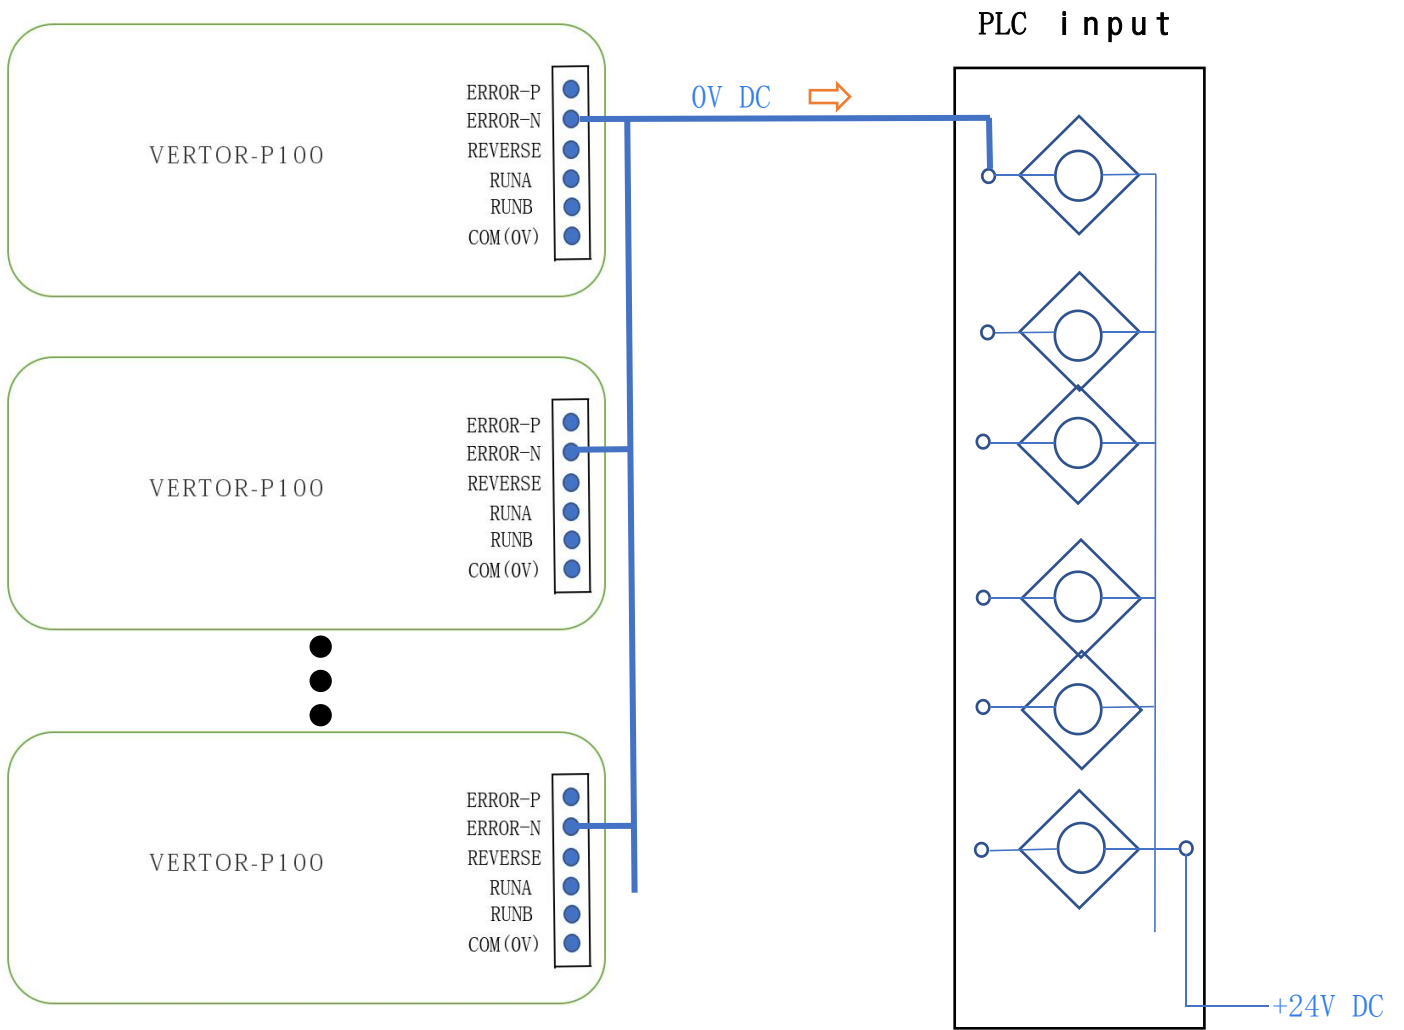 PLC input
0V DC
ERROR-P
ERROR-N
VERTOR-P100
REVERSE
RUNA
RUNB
COM(0V)
ERROR-P
ERROR-N
VERTOR-P100
REVERSE
RUNA
RUNB
COM(0V)
ERROR-P
ERROR-N
VERTOR-P100
REVERSE
RUNA
RUNB
COM(0V)
+24V DC